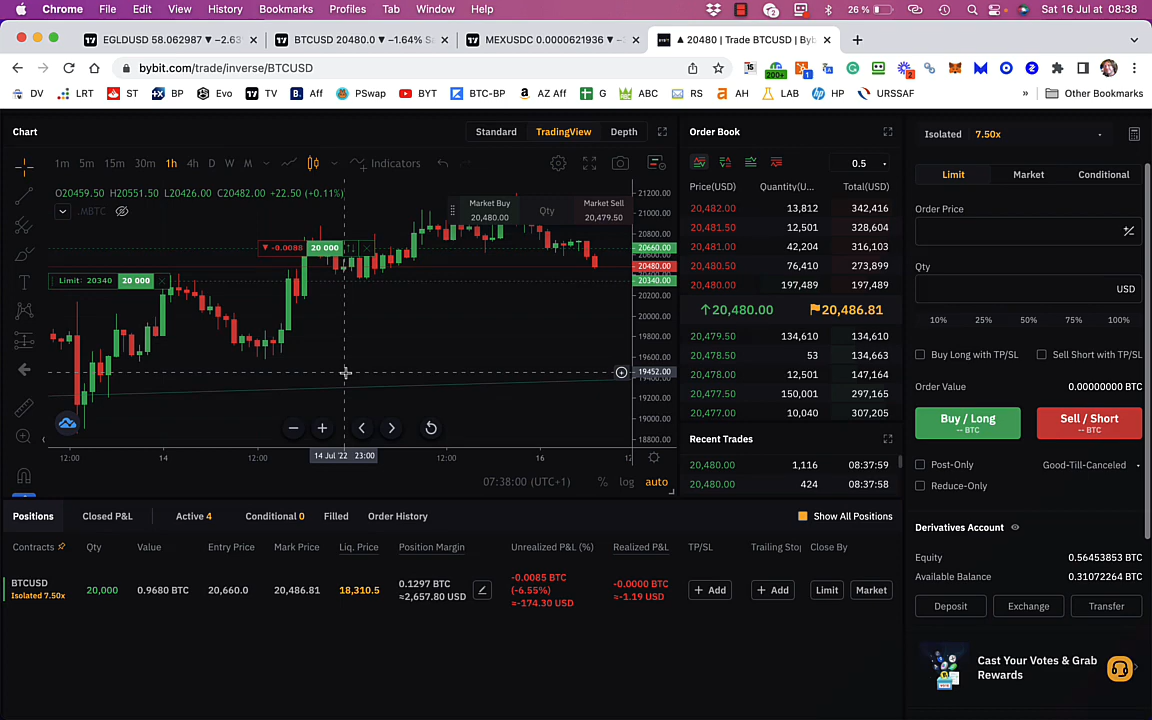 Chrome File Edit View History Bookmarks Profiles Tab Window Help 2 26 % Sat 16 Jul at 08:38
EGLDUSD 58.062987 ▼ −2.63 BTCUSD 20480.0 ▼ −1.64% S MEXUSDC 0.0000621936 ▼ − ▲ 20480 | Trade BTCUSD | Byb
bybit.com/trade/inverse/BTCUSD 200+ 1 2
DV LRT ST BP Evo TV Aff PSwap BYT BTC-BP AZ Aff G ABC RS AH LAB HP URSSAF » Other Bookmarks
Chart Standard TradingView Depth
1m 5m 15m 30m 1h 4h D W M Indicators
O20459.50 H20551.50 L20426.00 C20482.00 +22.50 (+0.11%)
.MBTC
Market Buy
20,480.00
Qty
Market Sell
20,479.50
▼ -0.0088 20 000
Limit: 20340 20 000
21200.00
21000.00
20800.00
20660.00
20480.00
20340.00
20200.00
20000.00
19800.00
19600.00
19452.00
19200.00
19000.00
18800.00
12:00 14 12:00 14 Jul '22 23:00 12:00 16
07:38:00 (UTC+1) % log auto
Order Book
0.5
Price(USD) Quantity(U... Total(USD)
20,482.00 13,812 342,416
20,481.50 12,501 328,604
20,481.00 42,204 316,103
20,480.50 76,410 273,899
20,480.00 197,489 197,489
↑20,480.00 20,486.81
20,479.50 134,610 134,610
20,478.50 53 134,663
20,478.00 12,501 147,164
20,477.50 150,001 297,165
20,477.00 10,040 307,205
Recent Trades
20,480.00 1,116 08:37:59
20,480.00 424 08:37:58
Isolated 7.50x
Limit Market Conditional
Order Price
Qty
USD
10% 25% 50% 75% 100%
Buy Long with TP/SL Sell Short with TP/SL
Order Value 0.00000000 BTC
Buy / Long
-- BTC
Sell / Short
-- BTC
Post-Only Good-Till-Canceled
Reduce-Only
Derivatives Account
Equity 0.56453853 BTC
Available Balance 0.31072264 BTC
Deposit Exchange Transfer
Cast Your Votes & Grab
Rewards
Positions Closed P&L Active 4 Conditional 0 Filled Order History Show All Positions
Contracts Qty Value Entry Price Mark Price Liq. Price Position Margin Unrealized P&L (%) Realized P&L TP/SL Trailing Stop Close By
BTCUSD
Isolated 7.50x
20,000 0.9680 BTC 20,660.0 20,486.81 18,310.5
0.1297 BTC
≈2,657.80 USD
-0.0085 BTC
(-6.55%)
≈-174.30 USD
-0.0000 BTC
≈-1.19 USD
+ Add + Add Limit Market